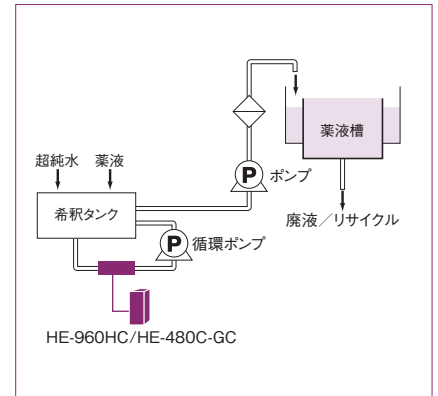 薬液槽
超純水 薬液
P ポンプ
希釈タンク
廃液／リサイクル
P 循環ポンプ
HE-960HC/HE-480C-GC